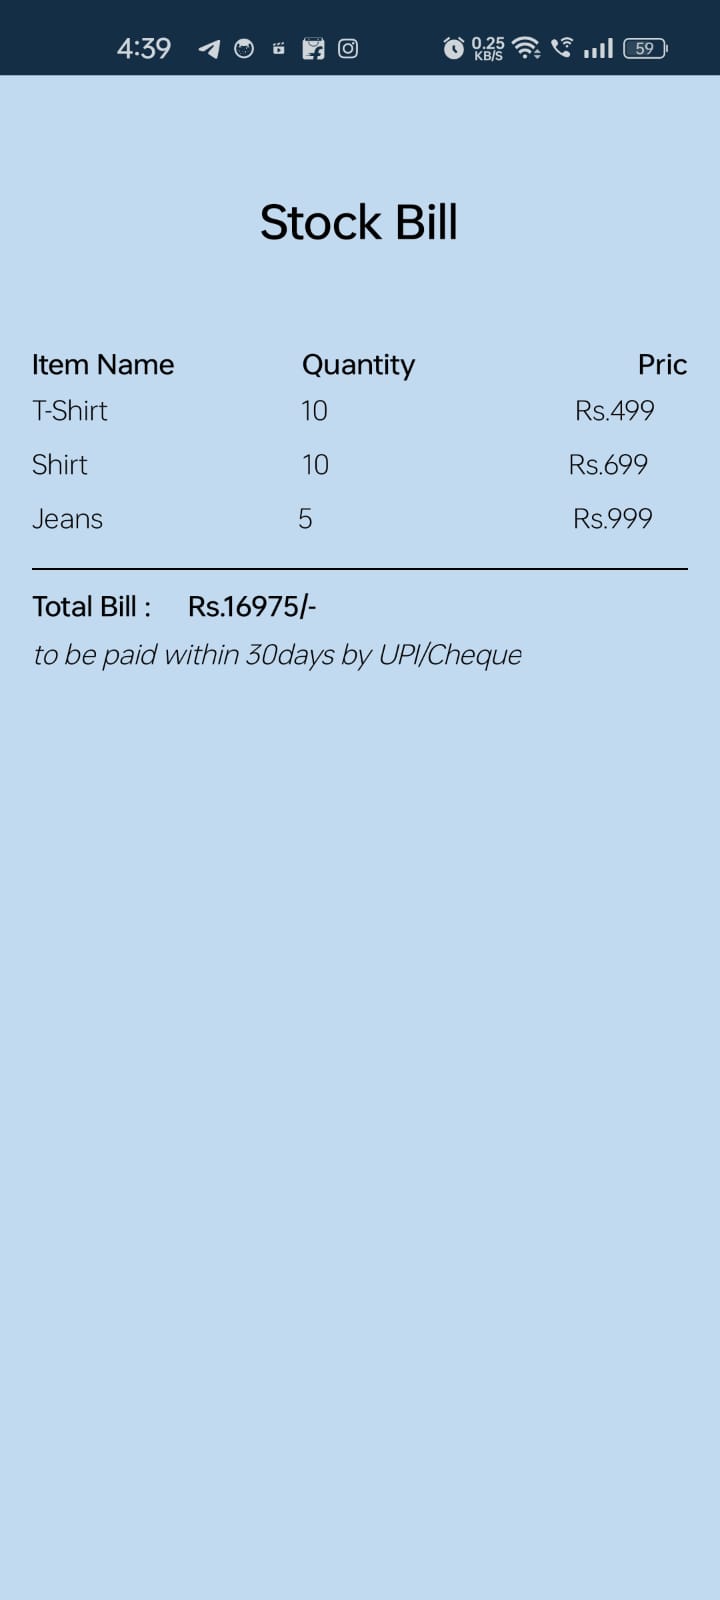 4:39 0.25 KB/S 59
Stock Bill
Item Name Quantity Pric
T-Shirt 10 Rs.499
Shirt 10 Rs.699
Jeans 5 Rs.999
Total Bill : Rs.16975/-
to be paid within 30days by UPI/Cheque